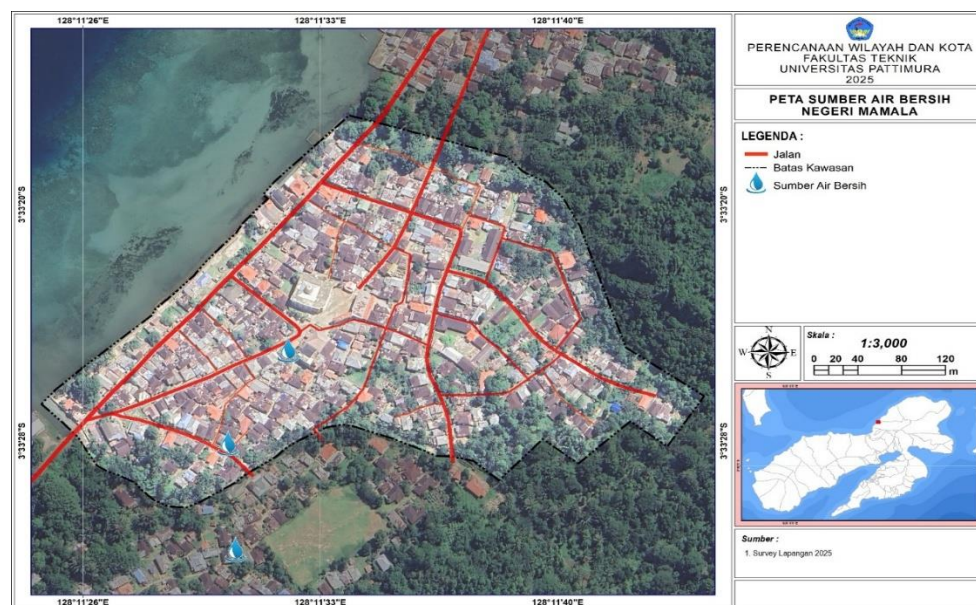 128°11'26"E 128°11'33"E 128°11'40"E
3°33'20"S 3°33'20"S
3°33'28"S 3°33'28"S
128°11'26"E 128°11'33"E 128°11'40"E
PERENCANAAN WILAYAH DAN KOTA
FAKULTAS TEKNIK
UNIVERSITAS PATTIMURA
2025
PETA SUMBER AIR BERSIH
NEGERI MAMALA
LEGENDA :
Jalan
Batas Kawasan
Sumber Air Bersih
N
W E
S
Skala :
1:3,000
0 20 40 80 120
m
Sumber :
1. Survey Lapangan 2025